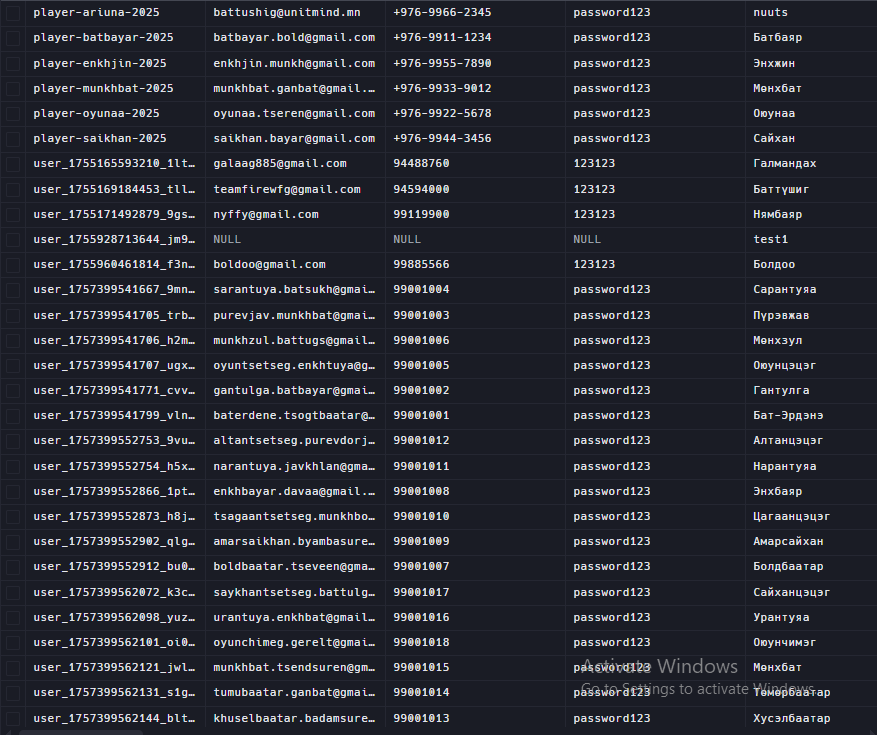 player-ariuna-2025 battushig@unitmind.mn +976-9966-2345 password123 nuuts
player-batbayar-2025 batbayar.bold@gmail.com +976-9911-1234 password123 Батбаяр
player-enkhjin-2025 enkhjin.munkh@gmail.com +976-9955-7890 password123 Энхжин
player-munkhbat-2025 munkhbat.ganbat@gmail.… +976-9933-9012 password123 Мөнхбат
player-oyunaa-2025 oyunaa.tseren@gmail.com +976-9922-5678 password123 Оюунаа
player-saikhan-2025 saikhan.bayar@gmail.com +976-9944-3456 password123 Сайхан
user_1755165593210_1lt… galaag885@gmail.com 94488760 123123 Галмандах
user_1755169184453_tll… teamfirewfg@gmail.com 94594000 123123 Баттүшиг
user_1755171492879_9gs… nyffy@gmail.com 99119900 123123 Нямбаяр
user_1755928713644_jm9… NULL NULL NULL test1
user_1755960461814_f3n… boldoo@gmail.com 99885566 123123 Болдоо
user_1757399541667_9mn… sarantuya.batsukh@gmai… 99001004 password123 Сарантуяа
user_1757399541705_trb… purevjav.munkhbat@gmai… 99001003 password123 Пүрэвжав
user_1757399541706_h2m… munkhzul.battugs@gmail… 99001006 password123 Мөнхзул
user_1757399541707_ugx… oyuntsetseg.enkhtuya@g… 99001005 password123 Оюунцэцэг
user_1757399541771_cvv… gantulga.batbayar@gmai… 99001002 password123 Гантулга
user_1757399541799_vln… baterdene.tsogtbaatar@… 99001001 password123 Бат-Эрдэнэ
user_1757399552753_9vu… altantsetseg.purevdorj… 99001012 password123 Алтанцэцэг
user_1757399552754_h5x… narantuya.javkhlan@gma… 99001011 password123 Нарантуяа
user_1757399552866_1pt… enkhbayar.davaa@gmail.… 99001008 password123 Энхбаяр
user_1757399552873_h8j… tsagaantsetseg.munkhbo… 99001010 password123 Цагаанцэцэг
user_1757399552902_qlg… amarsaikhan.byambasure… 99001009 password123 Амарсайхан
user_1757399552912_bu0… boldbaatar.tseveen@gma… 99001007 password123 Болдбаатар
user_1757399562072_k3c… saykhantsetseg.battulg… 99001017 password123 Сайханцэцэг
user_1757399562098_yuz… urantuya.enkhbat@gmail… 99001016 password123 Урантуяа
user_1757399562101_oi0… oyunchimeg.gerelt@gmai… 99001018 password123 Оюунчимэг
user_1757399562121_jwl… munkhbat.tsendsuren@gm… 99001015 password123 Мөнхбат
Activate Windows
user_1757399562131_s1g… tumubaatar.ganbat@gmai… 99001014 password123 Төмөрбаатар
Go to Settings to activate Windows.
user_1757399562144_blt… khuselbaatar.badamsure… 99001013 password123 Хүсэлбаатар